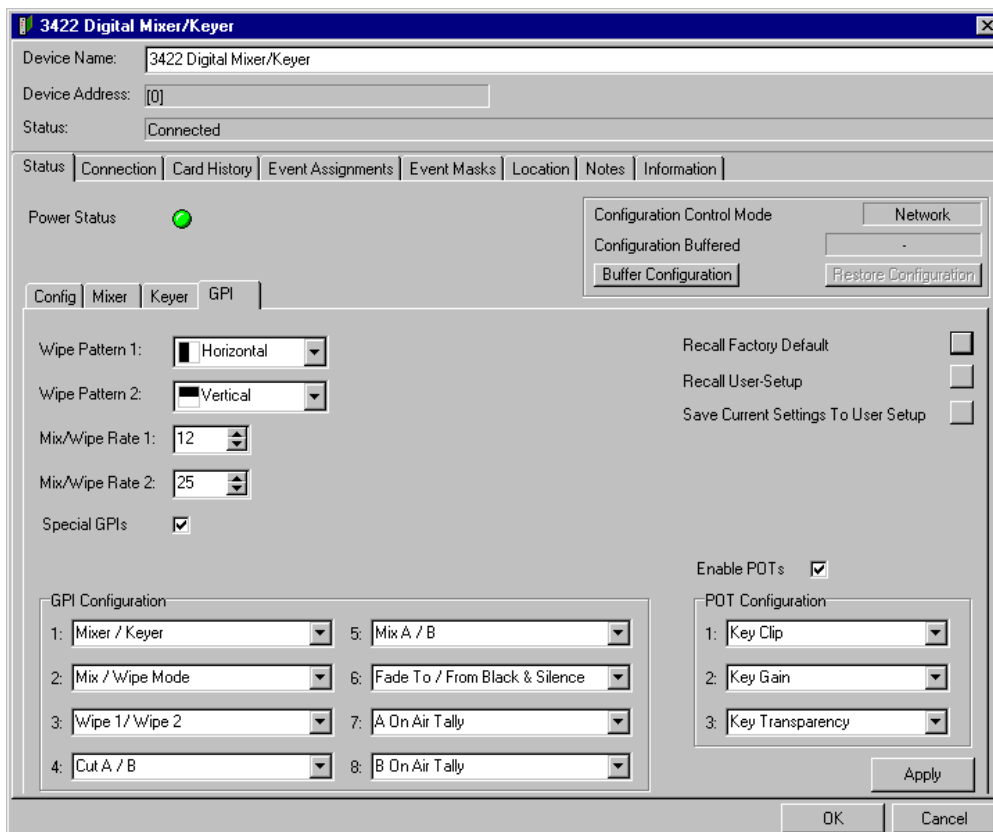 3422 Digital Mixer/Keyer
Device Name: 3422 Digital Mixer/Keyer
Device Address: [0]
Status: Connected
Status Connection Card History Event Assignments Event Masks Location Notes Information
Power Status
Configuration Control Mode Network
Configuration Buffered -
Buffer Configuration Restore Configuration
Config Mixer Keyer GPI
Wipe Pattern 1: Horizontal
Recall Factory Default
Wipe Pattern 2: Vertical
Recall User-Setup
Save Current Settings To User Setup
Mix/Wipe Rate 1: 12
Mix/Wipe Rate 2: 25
Special GPIs
Enable POTs
GPI Configuration
POT Configuration
1: Mixer / Keyer 5: Mix A / B 1: Key Clip
2: Mix / Wipe Mode 6: Fade To / From Black & Silence 2: Key Gain
3: Wipe 1/ Wipe 2 7: A On Air Tally 3: Key Transparency
4: Cut A / B 8: B On Air Tally
Apply
OK Cancel